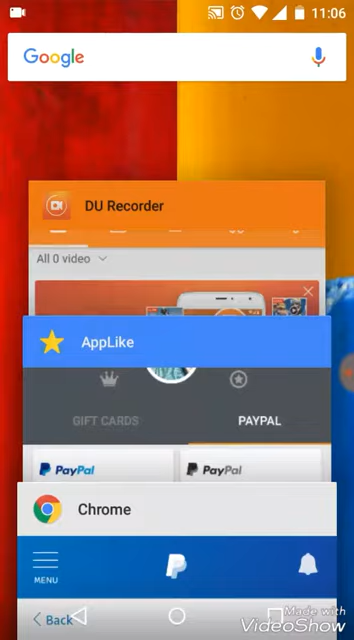 11:06
Google
DU Recorder
All 0 video
AppLike
GIFT CARDS PAYPAL
PayPal PayPal
Chrome
MENU
Back
Made with
VideoShow